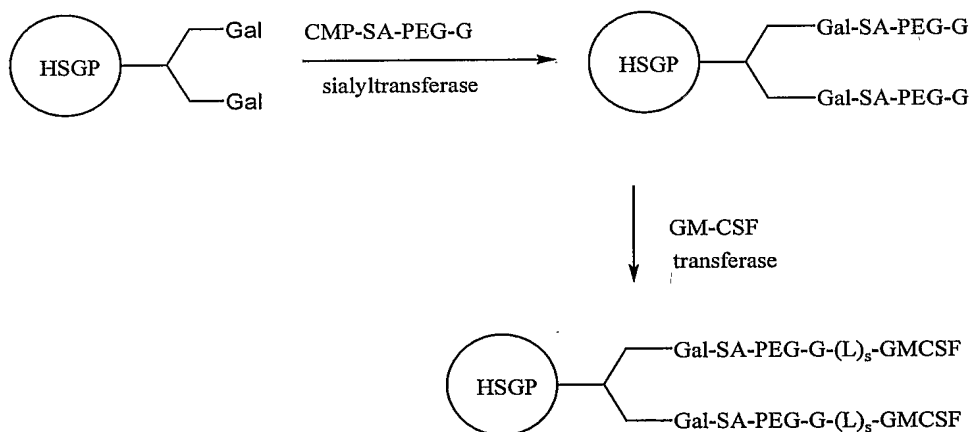 Gal
HSGP
Gal
CMP-SA-PEG-G
sialyltransferase
Gal-SA-PEG-G
HSGP
Gal-SA-PEG-G
GM-CSF
transferase
Gal-SA-PEG-G-(L)s-GMCSF
HSGP
Gal-SA-PEG-G-(L)s-GMCSF